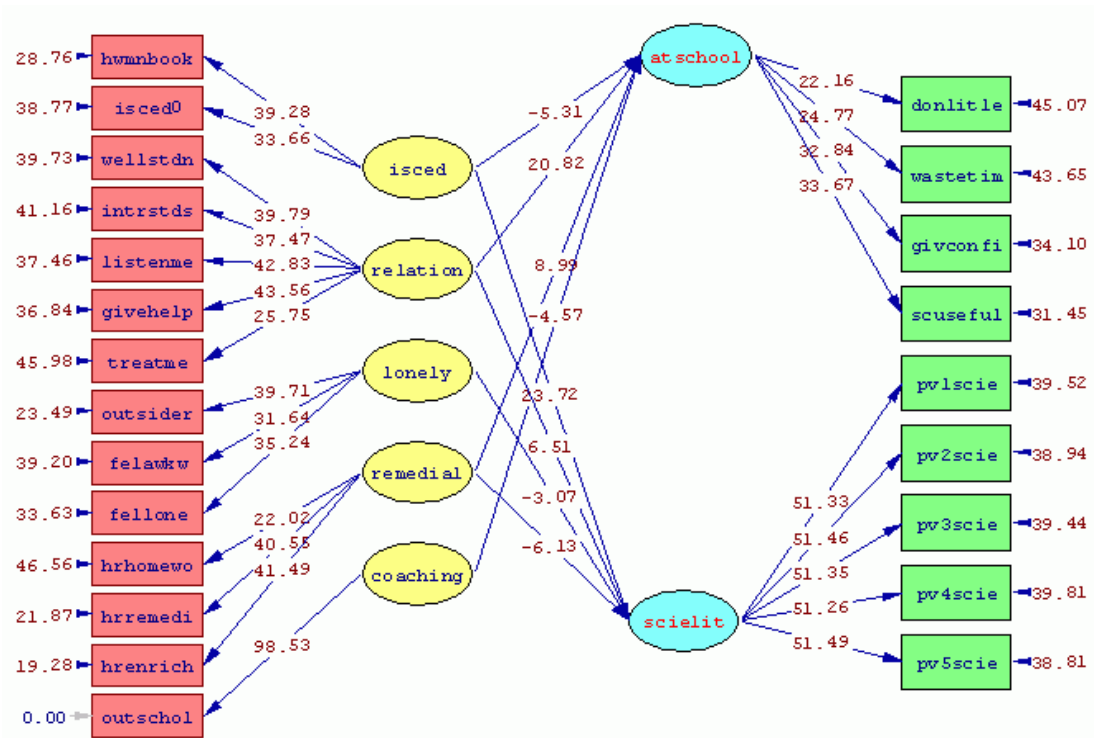 28.76 hwmnbook
38.77 isced0
39.73 wellstdn
41.16 intrstds
37.46 listenme
36.84 givehelp
45.98 treatme
23.49 outsider
39.20 felawkw
33.63 fellone
46.56 hrhomewo
21.87 hrremedi
19.28 hrenrich
0.00 outschol
39.28
33.66
39.79
37.47
42.83
43.56
25.75
39.71
31.64
35.24
22.02
40.55
41.49
98.53
isced
relation
lonely
remedial
coaching
-5.31
20.82
8.99
-4.57
23.72
6.51
-3.07
-6.13
atschool
scielit
22.16
24.77
32.84
33.67
51.33
51.46
51.35
51.26
51.49
donlitle 45.07
wastetim 43.65
givconfi 34.10
scuseful 31.45
pv1scie 39.52
pv2scie 38.94
pv3scie 39.44
pv4scie 39.81
pv5scie 38.81